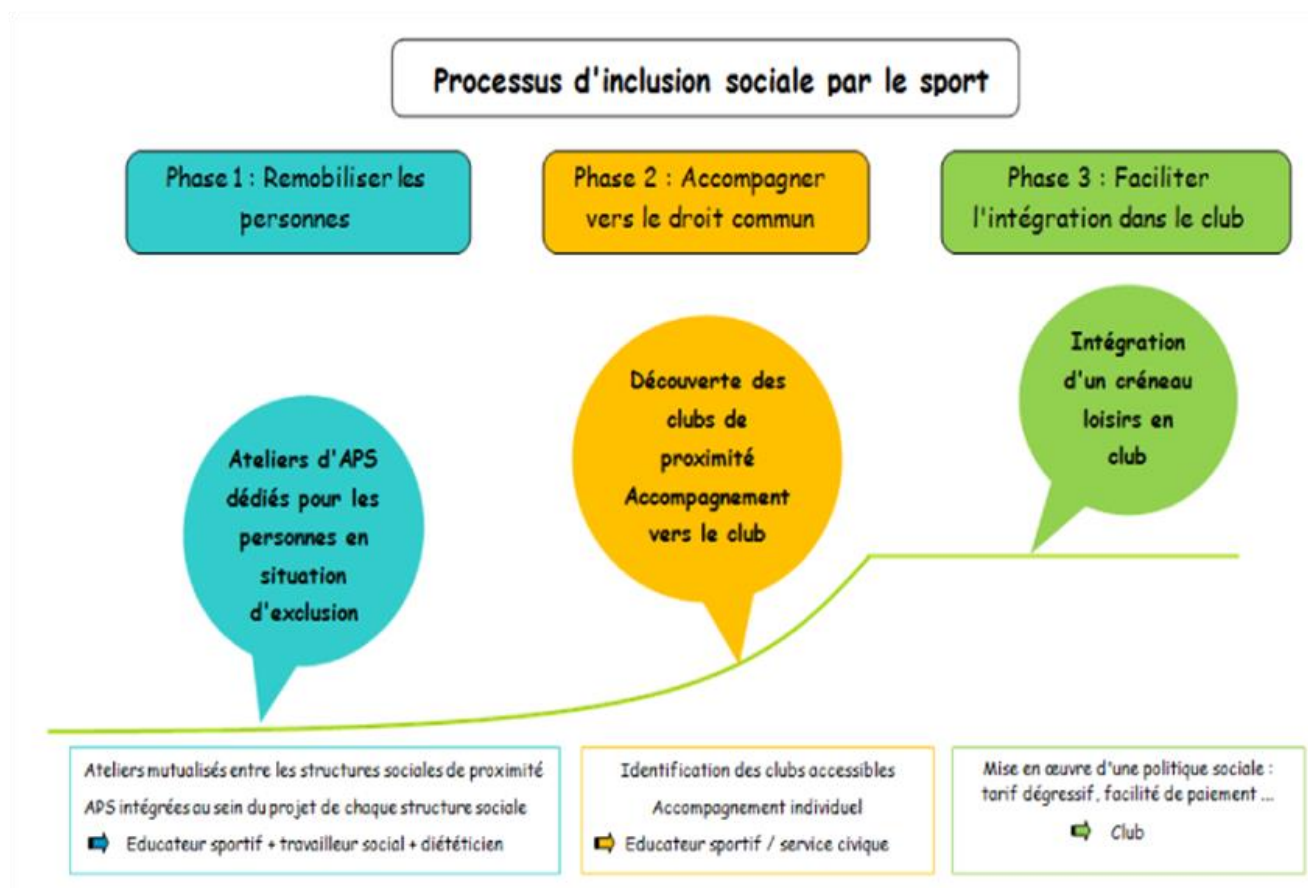 Processus d'inclusion sociale par le sport
Phase 1 : Remobiliser les
personnes
Phase 2 : Accompagner
vers le droit commun
Phase 3 : Faciliter
l'intégration dans le club
Ateliers d'APS
dédiés pour les
personnes en
situation
d'exclusion
Découverte des
clubs de
proximité
Accompagnement
vers le club
Intégration
d'un créneau
loisirs en
club
Ateliers mutualisés entre les structures sociales de proximité
APS intégrées au sein du projet de chaque structure sociale
Educateur sportif + travailleur social + diététicien
Identification des clubs accessibles
Accompagnement individuel
Educateur sportif / service civique
Mise en œuvre d'une politique sociale :
tarif dégressif, facilité de paiement ...
Club